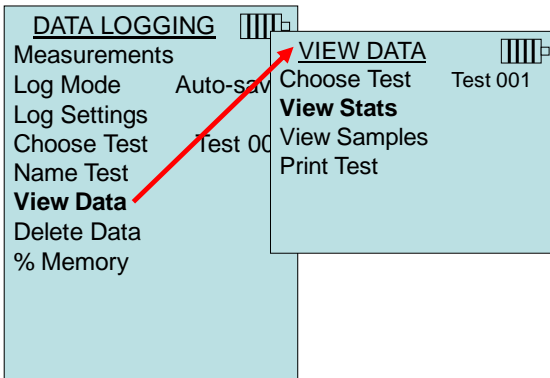 DATA LOGGING
Measurements
Log Mode Auto-sav
Log Settings
Choose Test Test 00
Name Test
View Data
Delete Data
% Memory
VIEW DATA
Choose Test Test 001
View Stats
View Samples
Print Test